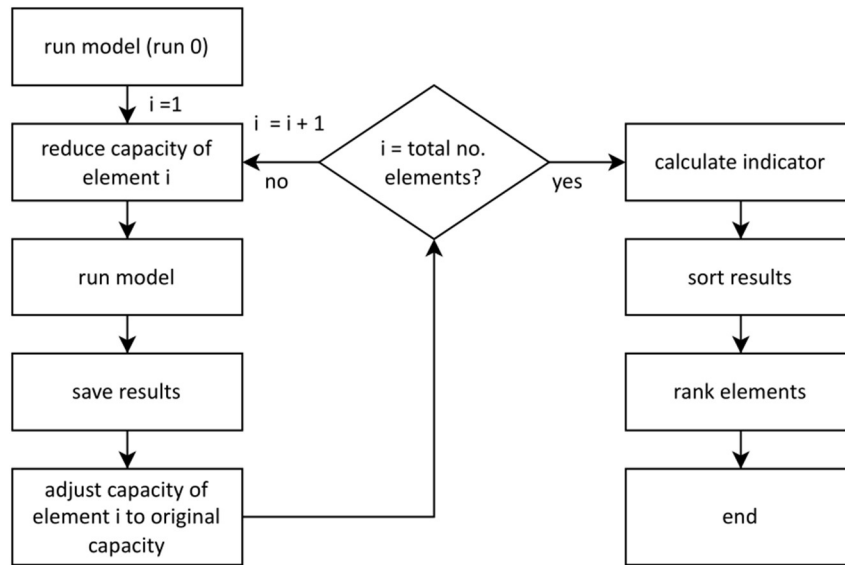 run model (run 0)
i =1
reduce capacity of
element i
run model
save results
adjust capacity of
element i to original
capacity
i = i + 1
no
i = total no.
elements?
yes
calculate indicator
sort results
rank elements
end